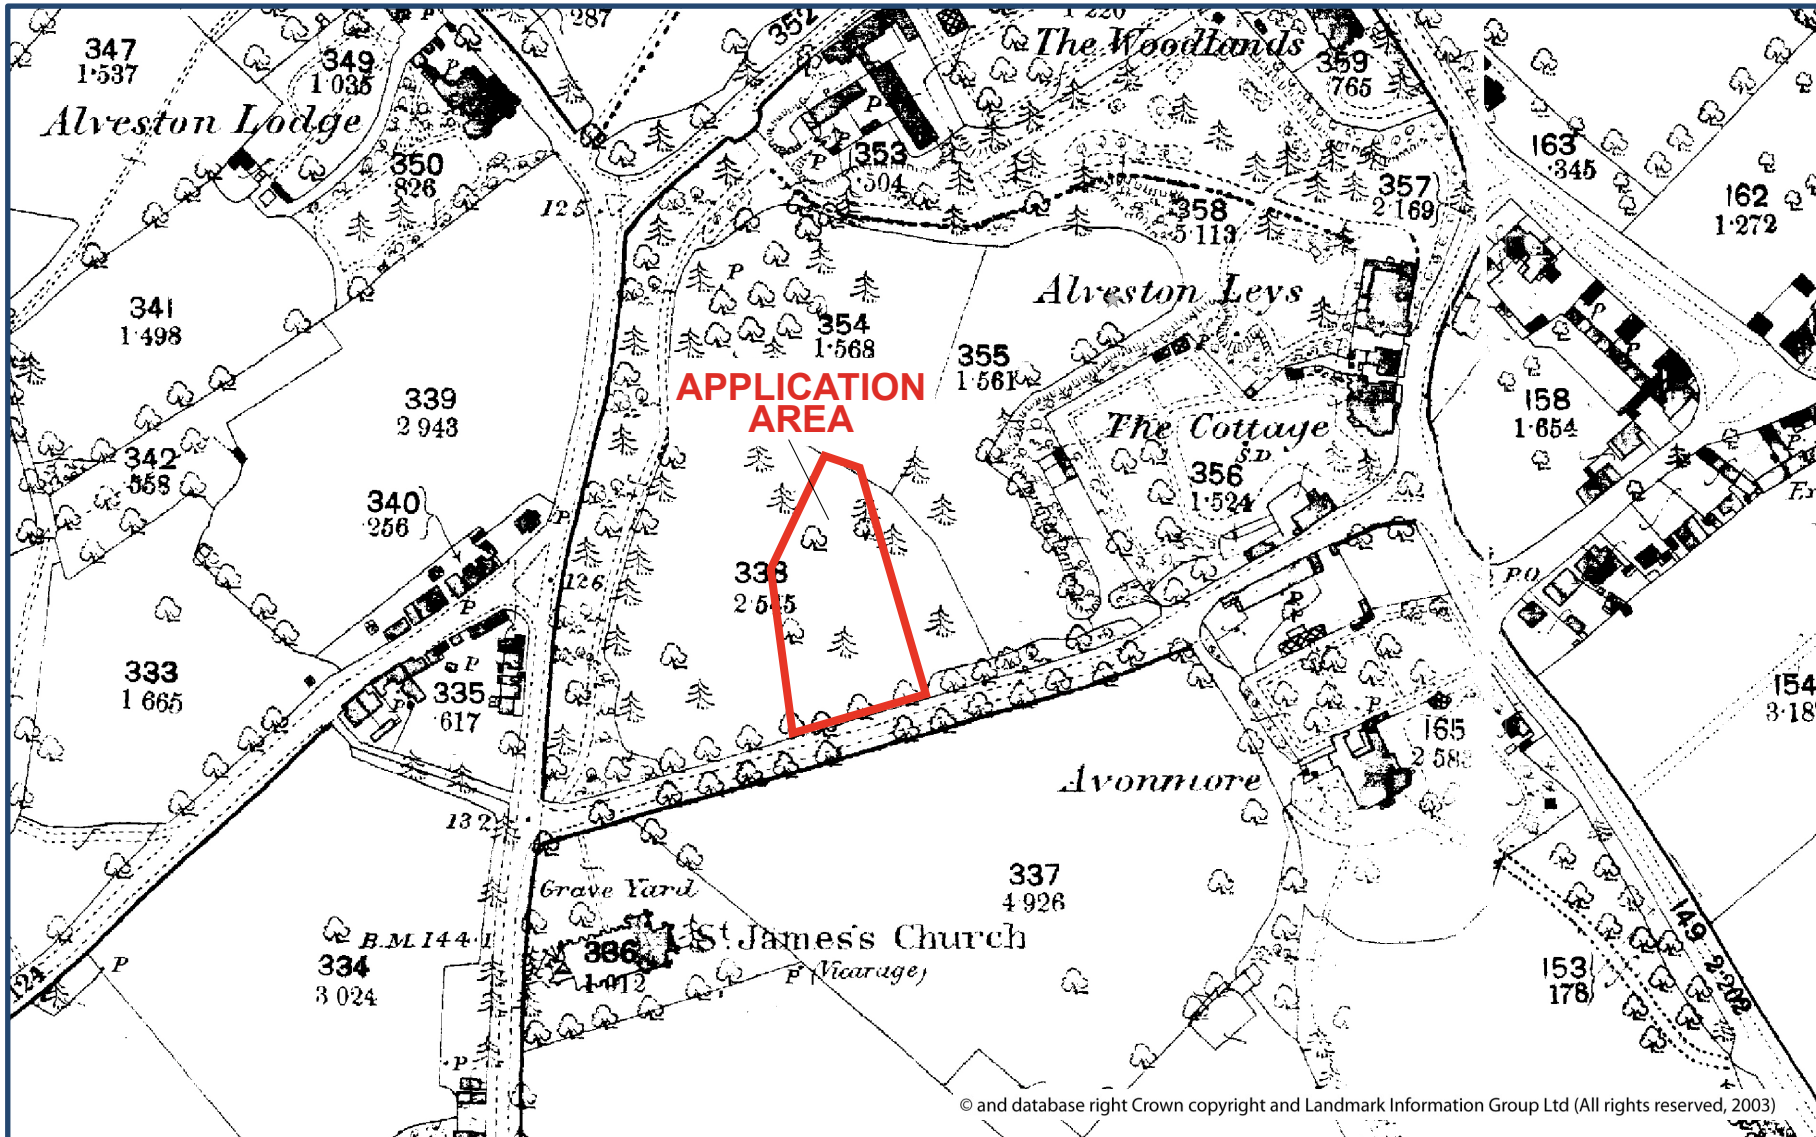 347
1·537
349
1·035
Alveston Lodge
350
·826
287
352
1·226
The Woodlands
359
·765
353
·504
P
P
P
125
163
·345
357
2·169
162
1·272
358
5·113
341
1·498
P
354
1·568
Alveston Leys
355
1·561
P
APPLICATION
AREA
339
2·943
The Cottage
S.D.
356
1·524
158
1·654
P
342
·558
340
·256
P
P
126
338
P.O.
333
1·665
335
·617
P
P
154
P
165
Avonmore
132
337
4·926
Grave Yard
B.M. 144·1
St. James's Church
336
1·012
P (Vicarage)
334
3·024
P
124
149
2·202
153
·178
P
© and database right Crown copyright and Landmark Information Group Ltd (All rights reserved, 2003)